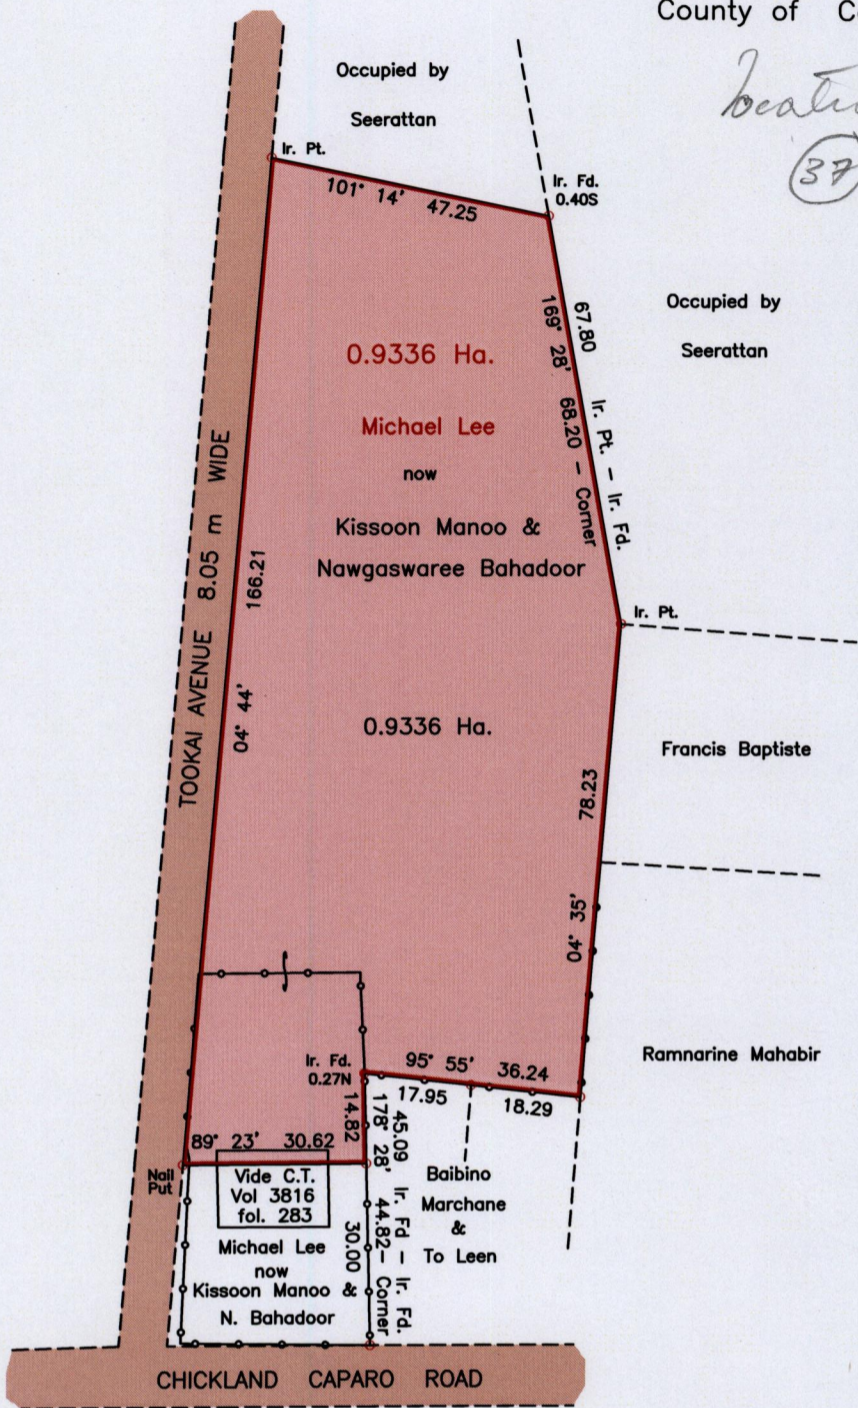 County of
37
Occupied by
Seerattan
Ir. Pt.
Ir. Fd.
0.40S
101° 14' 47.25
Occupied by
Seerattan
67.80 Ir. Pt. - Ir. Fd.
169° 28' 68.20 - Corner
0.9336 Ha.
Michael Lee
now
Kissoon Manoo &
Nawgaswaree Bahadoor
TOOKAI AVENUE 8.05 m WIDE
04° 44' 166.21
Ir. Pt.
0.9336 Ha.
Francis Baptiste
04° 35' 78.23
Ramnarine Mahabir
Ir. Fd.
0.27N
95° 55' 36.24
17.95
18.29
14.82
89° 23' 30.62
Nail
Put
Vide C.T.
Vol 3816
fol. 283
Michael Lee
now
Kissoon Manoo &
N. Bahadoor
30.00
45.09 Ir. Fd - Ir. Fd.
178° 28' 44.82- Corner
Baibino
Marchane
&
To Leen
CHICKLAND CAPARO ROAD